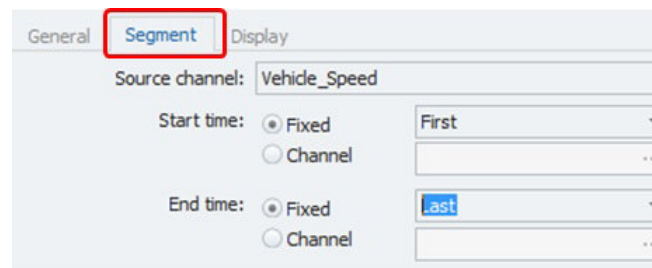 General Segment Display
Source channel: Vehicle_Speed
Start time: Fixed First
Channel
End time: Fixed Last
Channel